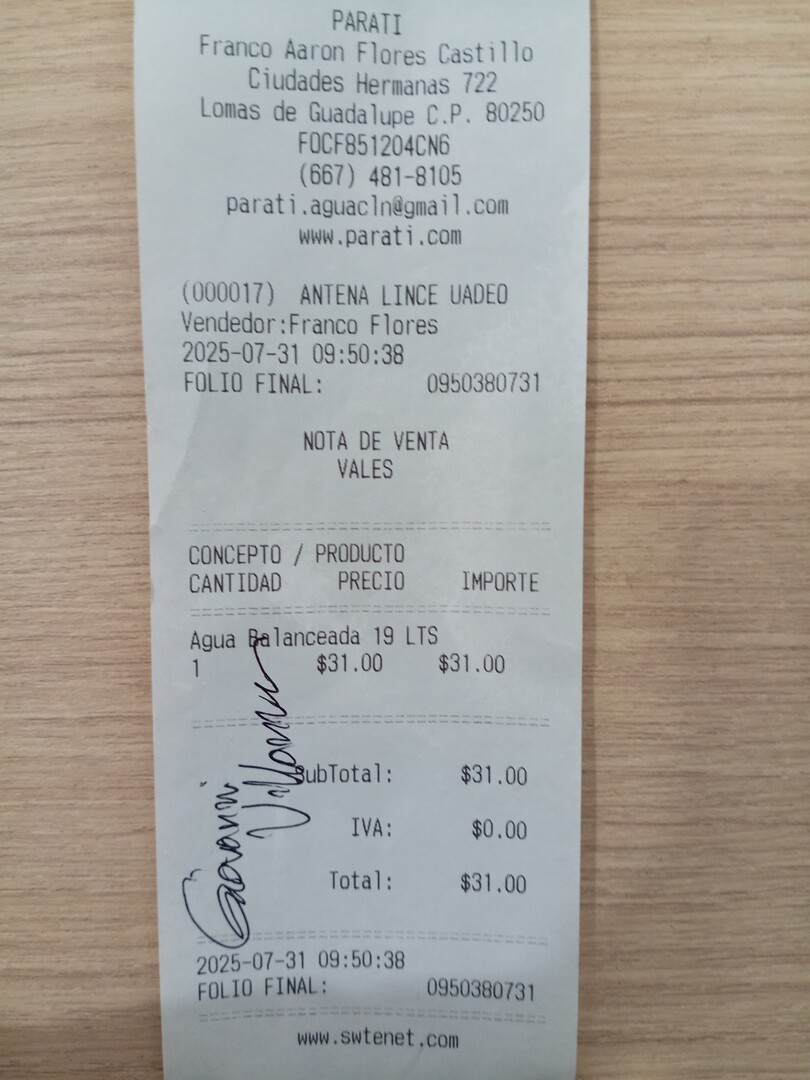 PARATI
Franco Aaron Flores Castillo
Ciudades Hermanas 722
Lomas de Guadalupe C.P. 80250
FOCF851204CN6
(667) 481-8105
parati.aguacln@gmail.com
www.parati.com
(000017) ANTENA LINCE UADEO
Vendedor:Franco Flores
2025-07-31 09:50:38
FOLIO FINAL: 0950380731
NOTA DE VENTA
VALES
CONCEPTO / PRODUCTO
CANTIDAD PRECIO IMPORTE
Agua Balanceada 19 LTS
1 $31.00 $31.00
SubTotal: $31.00
IVA: $0.00
Total: $31.00
Giovanni
2025-07-31 09:50:38
FOLIO FINAL: 0950380731
www.swtenet.com